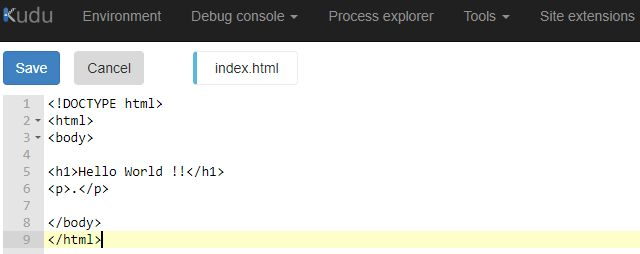 Kudu Environment Debug console Process explorer Tools Site extensions
Save Cancel index.html
1 <!DOCTYPE html>
2 <html>
3 <body>
4
5 <h1>Hello World !!</h1>
6 <p>.</p>
7
8 </body>
9 </html>